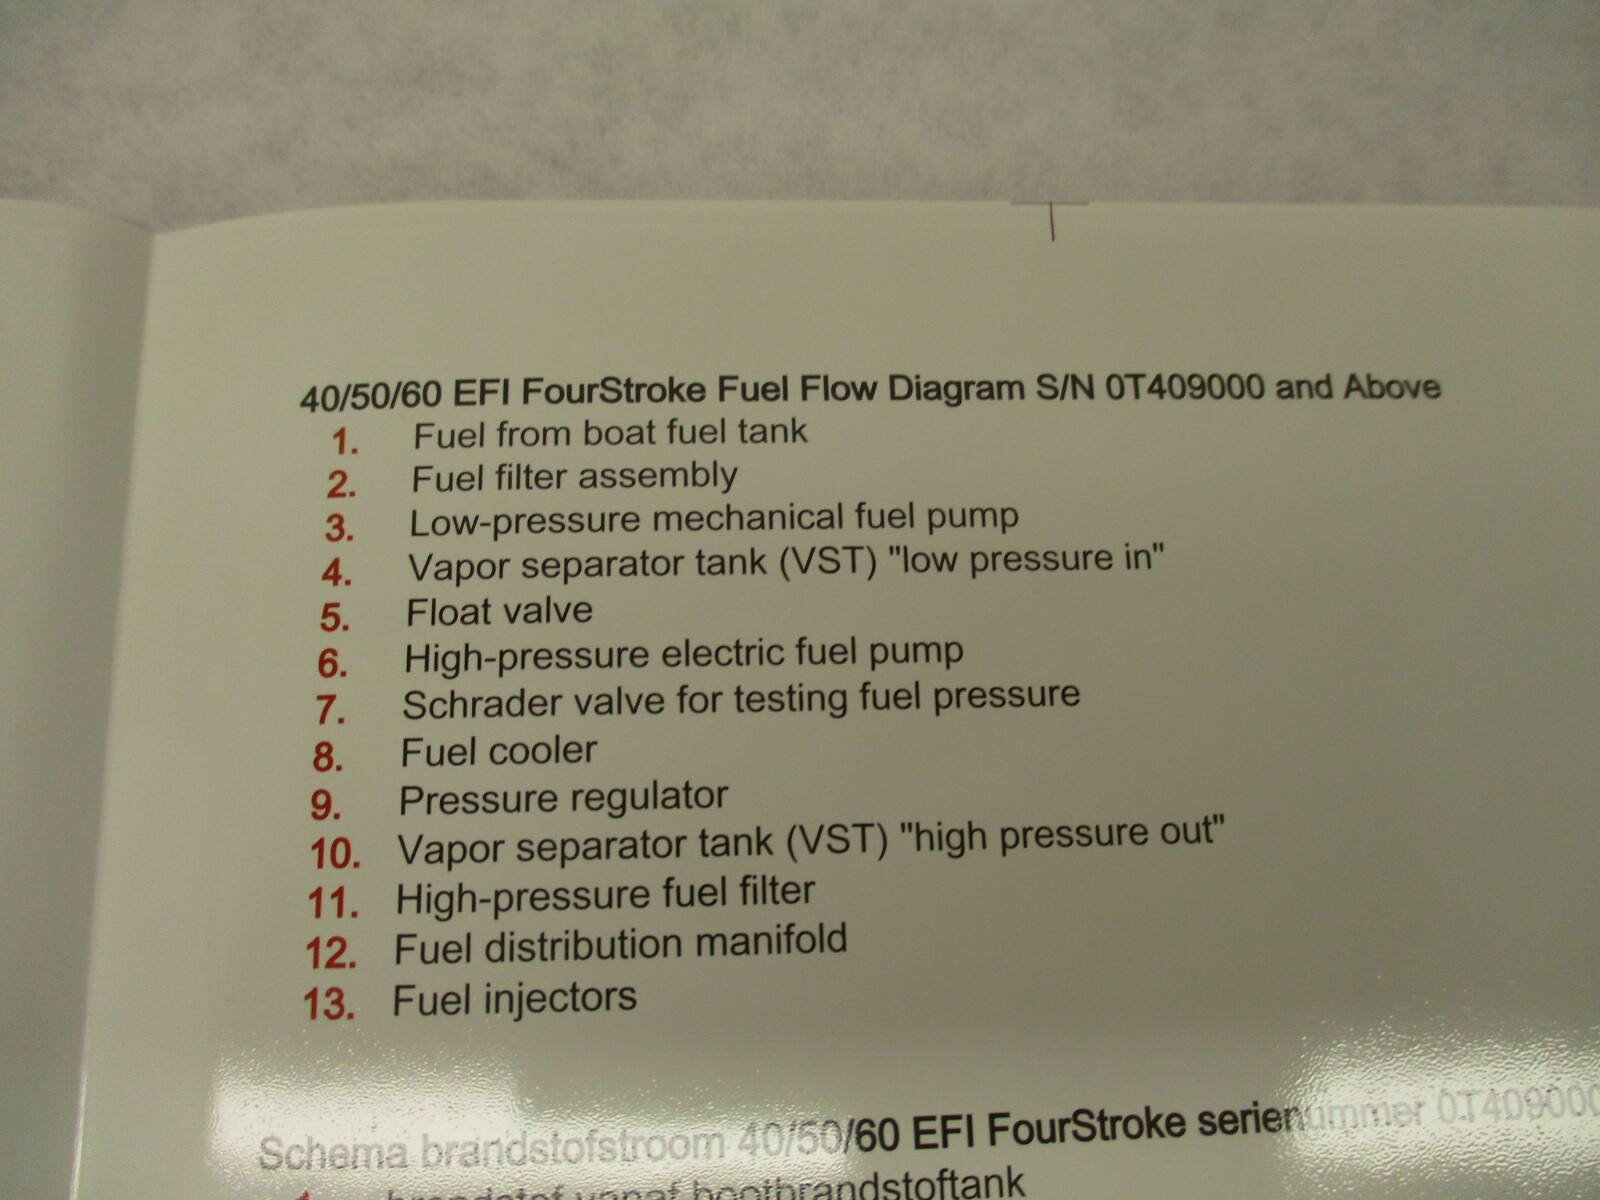 40/50/60 EFI FourStroke Fuel Flow Diagram S/N 0T409000 and Above
1. Fuel from boat fuel tank
2. Fuel filter assembly
3. Low-pressure mechanical fuel pump
4. Vapor separator tank (VST) "low pressure in"
5. Float valve
6. High-pressure electric fuel pump
7. Schrader valve for testing fuel pressure
8. Fuel cooler
9. Pressure regulator
10. Vapor separator tank (VST) "high pressure out"
11. High-pressure fuel filter
12. Fuel distribution manifold
13. Fuel injectors
Schema brandstofstroom 40/50/60 EFI FourStroke serienummer 0T409000
1. brandstof vanaf bootbrandstoftank